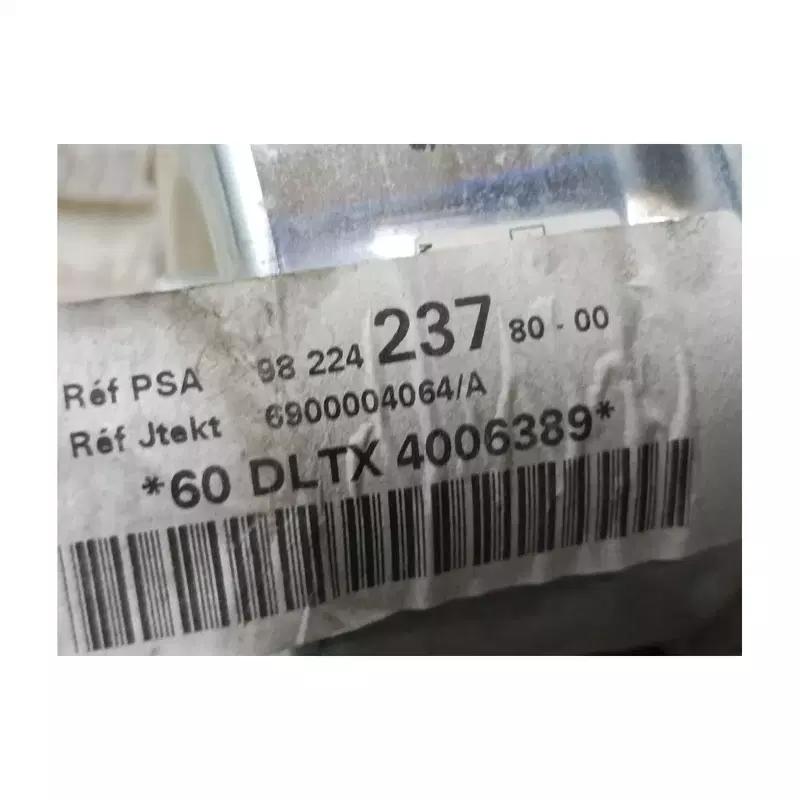 Réf PSA 98 224 237 80 - 00
Réf Jtekt 6900004064/A
*60 DLTX 4006389*